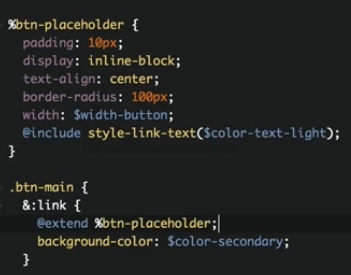 %btn-placeholder {
  padding: 10px;
  display: inline-block;
  text-align: center;
  border-radius: 100px;
  width: $width-button;
  @include style-link-text($color-text-light);
}

.btn-main {
  &:link {
    @extend %btn-placeholder;
    background-color: $color-secondary;
  }